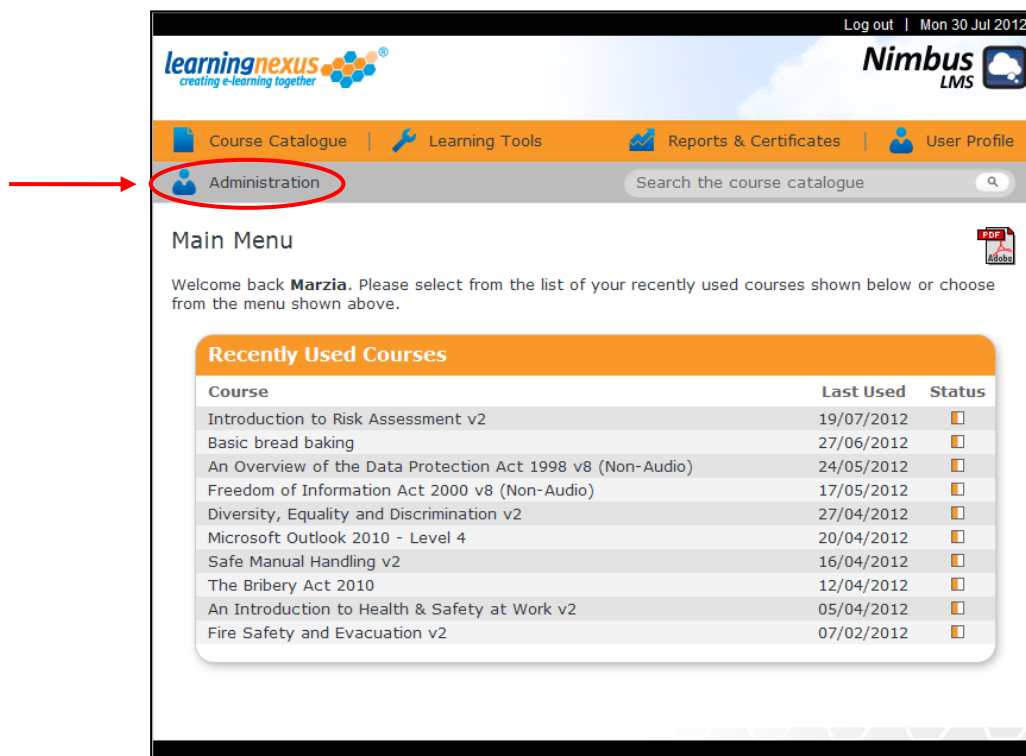 Log out | Mon 30 Jul 2012
learningnexus®
creating e-learning together
Nimbus
LMS
Course Catalogue | Learning Tools Reports & Certificates | User Profile
Administration Search the course catalogue
Main Menu
PDF
Adobe
Welcome back Marzia. Please select from the list of your recently used courses shown below or choose
from the menu shown above.
Recently Used Courses
Course Last Used Status
Introduction to Risk Assessment v2 19/07/2012
Basic bread baking 27/06/2012
An Overview of the Data Protection Act 1998 v8 (Non-Audio) 24/05/2012
Freedom of Information Act 2000 v8 (Non-Audio) 17/05/2012
Diversity, Equality and Discrimination v2 27/04/2012
Microsoft Outlook 2010 - Level 4 20/04/2012
Safe Manual Handling v2 16/04/2012
The Bribery Act 2010 12/04/2012
An Introduction to Health & Safety at Work v2 05/04/2012
Fire Safety and Evacuation v2 07/02/2012